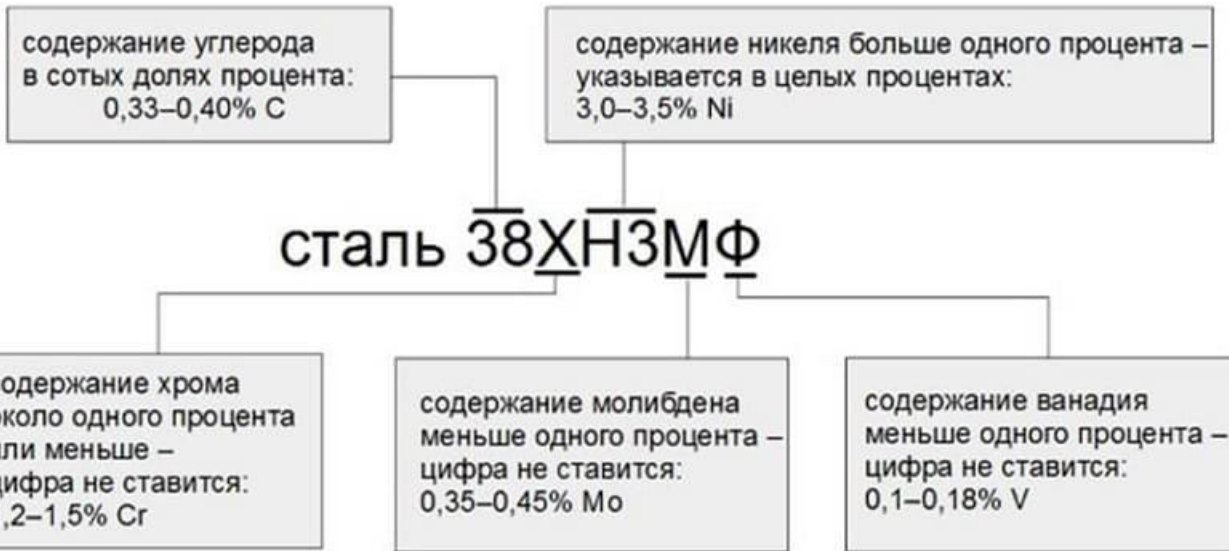 содержание углерода
в сотых долях процента:
0,33–0,40% C
содержание никеля больше одного процента –
указывается в целых процентах:
3,0–3,5% Ni
сталь 38ХН3МФ
одержание хрома
коло одного процента
ли меньше –
ифра не ставится:
,2–1,5% Cr
содержание молибдена
меньше одного процента –
цифра не ставится:
0,35–0,45% Mo
содержание ванадия
меньше одного процента –
цифра не ставится:
0,1–0,18% V